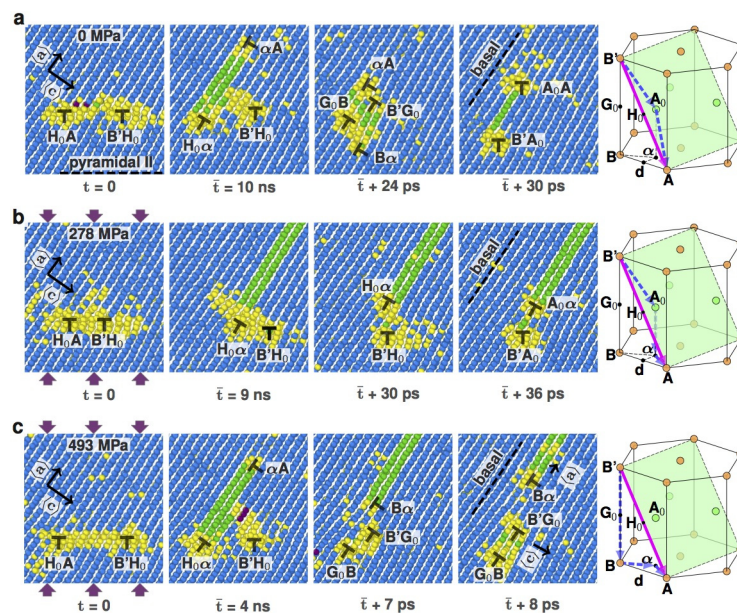 a
0 MPa
⟨a⟩
⟨c⟩
H₀A
B'H₀
pyramidal II
t = 0
αA
H₀α
B'H₀
t̄ = 10 ns
αA
G₀B
B'G₀
Bα
t̄ + 24 ps
basal
A₀A
B'A₀
t̄ + 30 ps
B'
G₀
A₀
H₀
B
α
d
A
b
278 MPa
⟨a⟩
⟨c⟩
H₀A
B'H₀
t = 0
H₀α
B'H₀
t̄ = 9 ns
H₀α
B'H₀
t̄ + 30 ps
basal
A₀α
B'A₀
t̄ + 36 ps
B'
G₀
A₀
H₀
B
α
d
A
c
493 MPa
⟨a⟩
⟨c⟩
H₀A
B'H₀
t = 0
αA
H₀α
B'H₀
t̄ = 4 ns
Bα
B'G₀
G₀B
t̄ + 7 ps
basal
⟨a⟩
Bα
B'G₀
⟨c⟩
G₀B
t̄ + 8 ps
B'
G₀
A₀
H₀
B
α
d
A